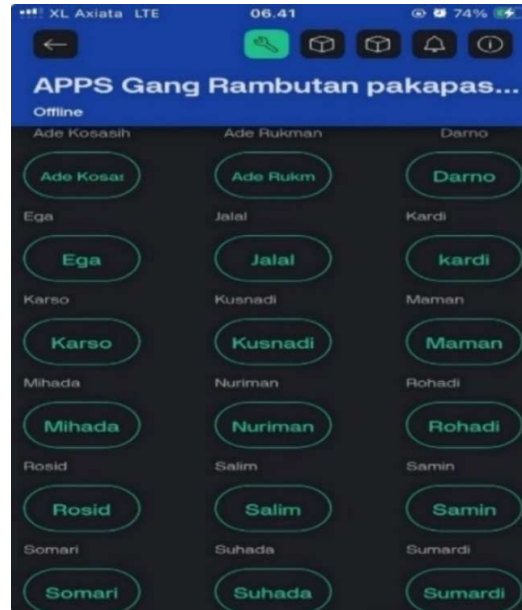 XL Axiata LTE 06.41 74%
APPS Gang Rambutan pakapas...
Offline
Ade Kosasih Ade Rukman Darno
Ade Kosas Ade Rukm Darno
Ega Jalal Kardi
Ega Jalal kardi
Karso Kusnadi Maman
Karso Kusnadi Maman
Mihada Nuriman Rohadi
Mihada Nuriman Rohadi
Rosid Salim Samin
Rosid Salim Samin
Somari Suhada Sumardi
Somari Suhada Sumardi